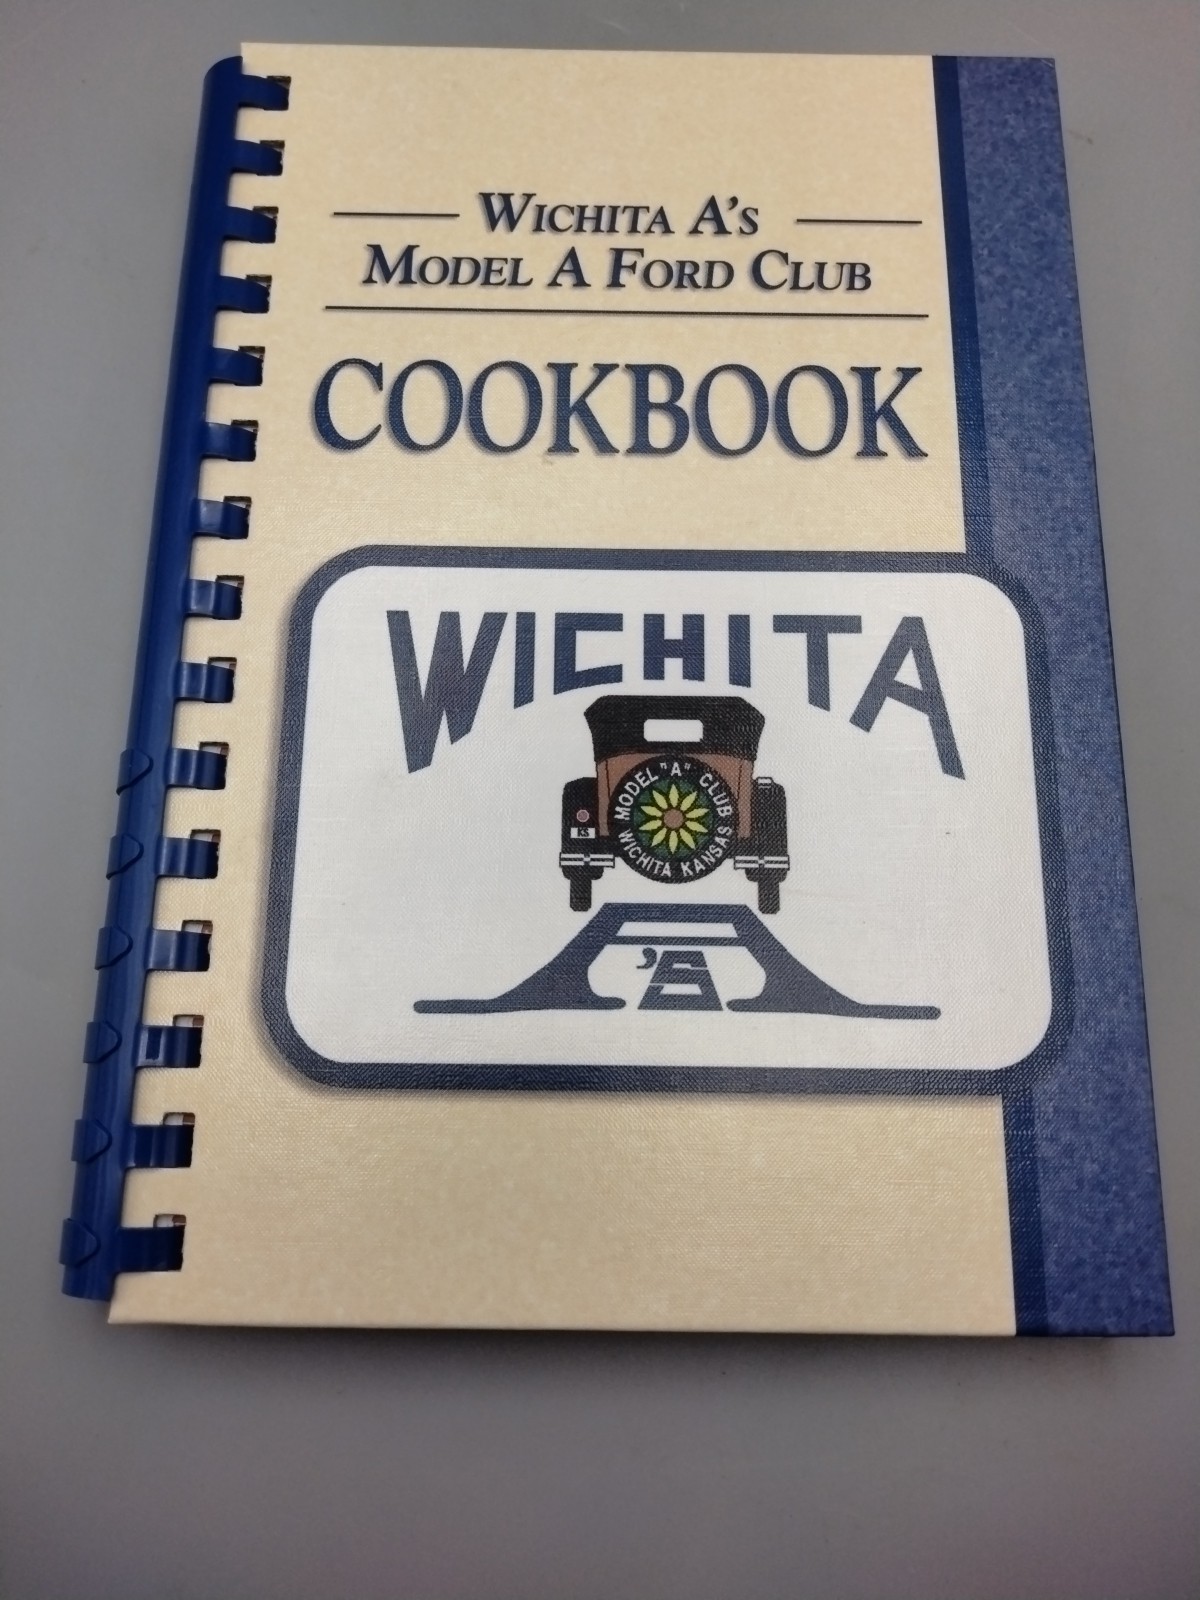 WICHITA A'S
MODEL A FORD CLUB
COOKBOOK
WICHITA
MODEL "A" CLUB
WICHITA KANSAS
KS
A'S